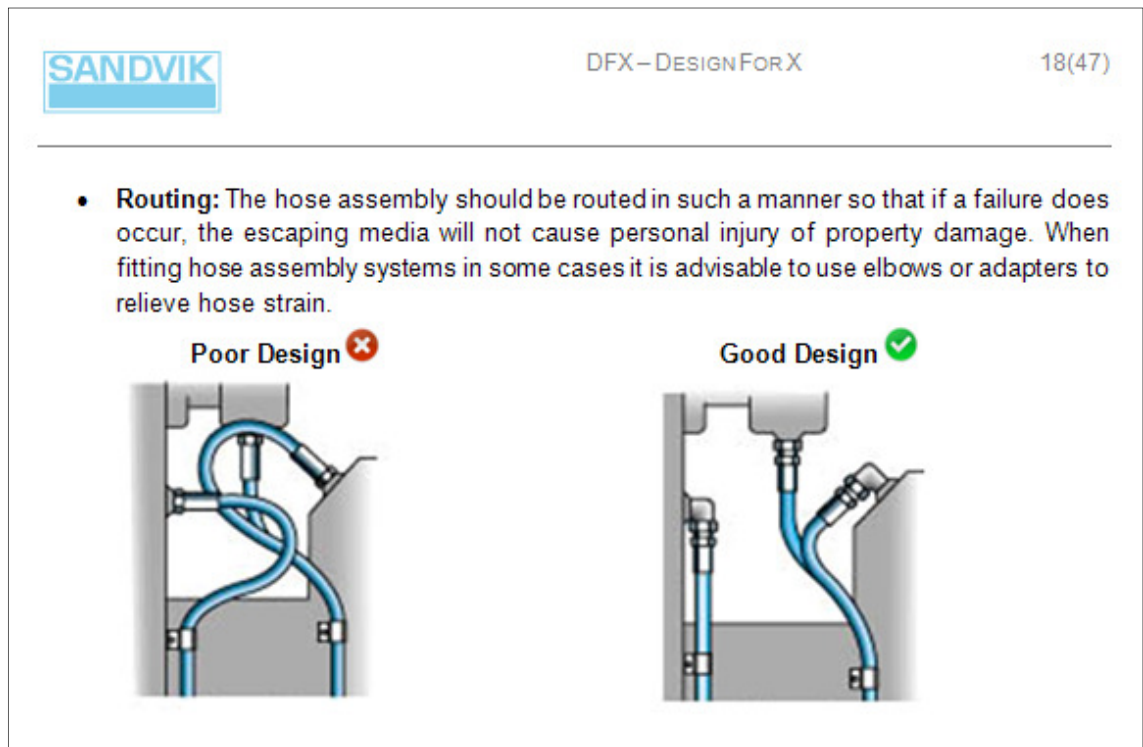 SANDVIK
DFX – DESIGN FOR X
18(47)
• Routing: The hose assembly should be routed in such a manner so that if a failure does
occur, the escaping media will not cause personal injury of property damage. When
fitting hose assembly systems in some cases it is advisable to use elbows or adapters to
relieve hose strain.
Poor Design
Good Design